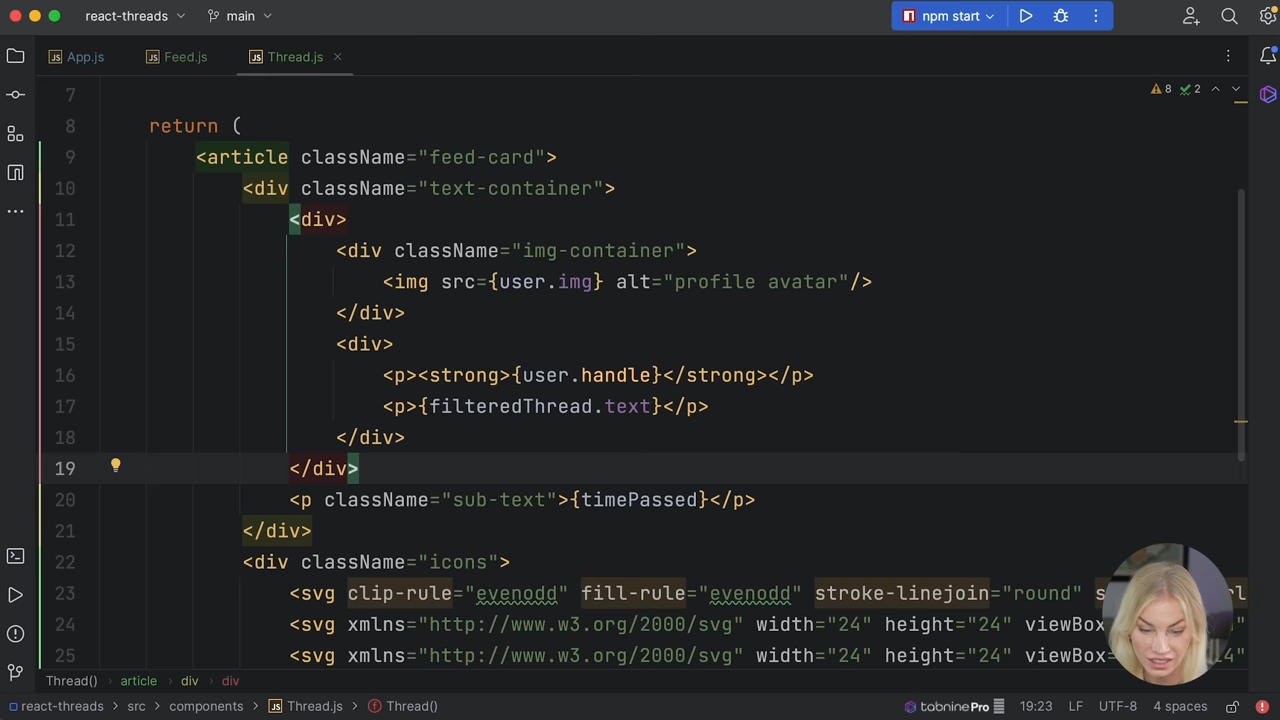 react-threads main npm start
App.js Feed.js Thread.js
8 2
7
8 return (
9 <article className="feed-card">
10 <div className="text-container">
11 <div>
12 <div className="img-container">
13 <img src={user.img} alt="profile avatar"/>
14 </div>
15 <div>
16 <p><strong>{user.handle}</strong></p>
17 <p>{filteredThread.text}</p>
18 </div>
19 </div>
20 <p className="sub-text">{timePassed}</p>
21 </div>
22 <div className="icons">
23 <svg clip-rule="evenodd" fill-rule="evenodd" stroke-linejoin="round"
24 <svg xmlns="http://www.w3.org/2000/svg" width="24" height="24"
25 <svg xmlns="http://www.w3.org/2000/svg" width="24" height="24"
Thread() article div div
react-threads src components Thread.js Thread() tabnine Pro 19:23 LF UTF-8 4 spaces